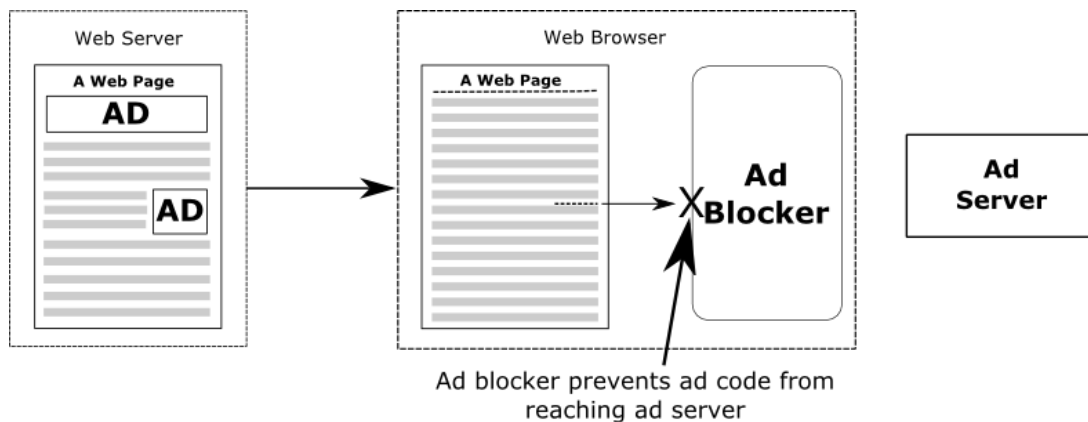 Web Server
A Web Page
AD
AD
Web Browser
A Web Page
X
Ad
Blocker
Ad blocker prevents ad code from
reaching ad server
Ad
Server